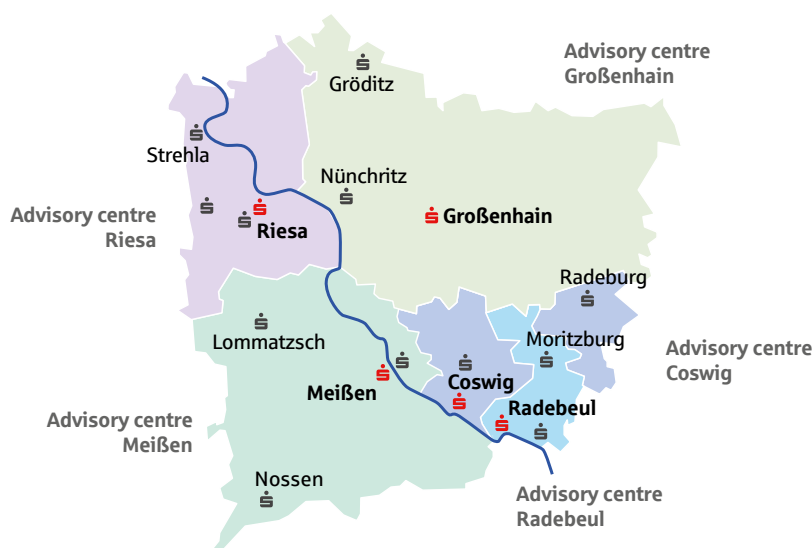 Advisory centre
Großenhain
Gröditz
Strehla
Nünchritz
Advisory centre
Riesa
Riesa
Großenhain
Radeburg
Lommatzsch
Moritzburg
Advisory centre
Coswig
Meißen
Coswig
Radebeul
Advisory centre
Meißen
Nossen
Advisory centre
Radebeul